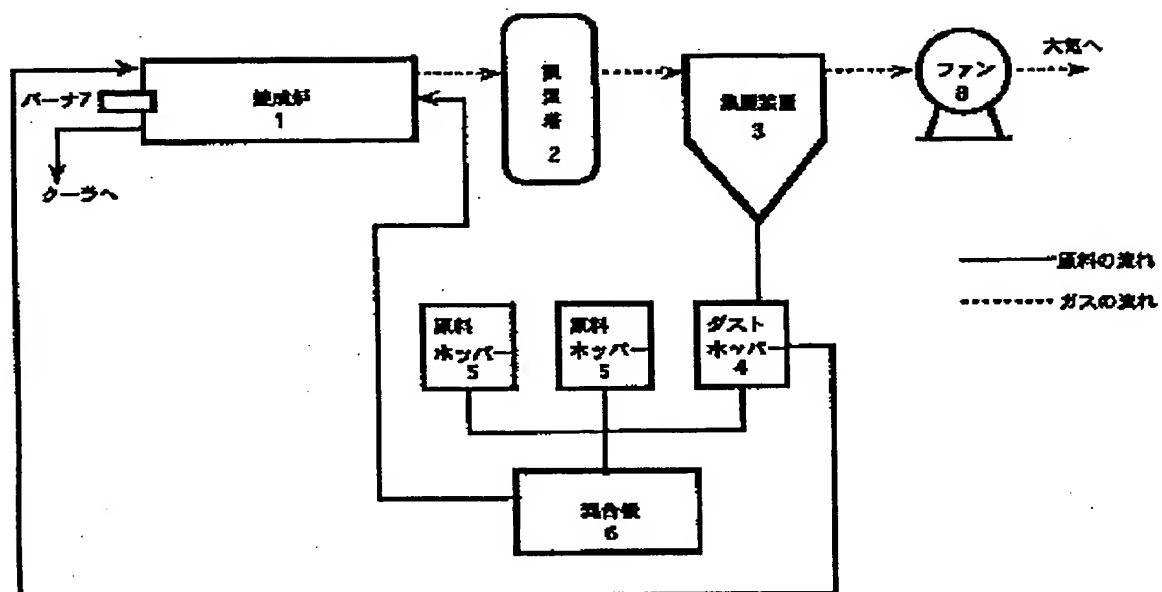 大気へ
ファン
8
バーナ7
焼成炉
1
塔
2
集塵装置
3
クーラへ
原料の流れ
ガスの流れ
原料
ホッパー
5
原料
ホッパー
5
ダスト
ホッパー
4
混合機
6